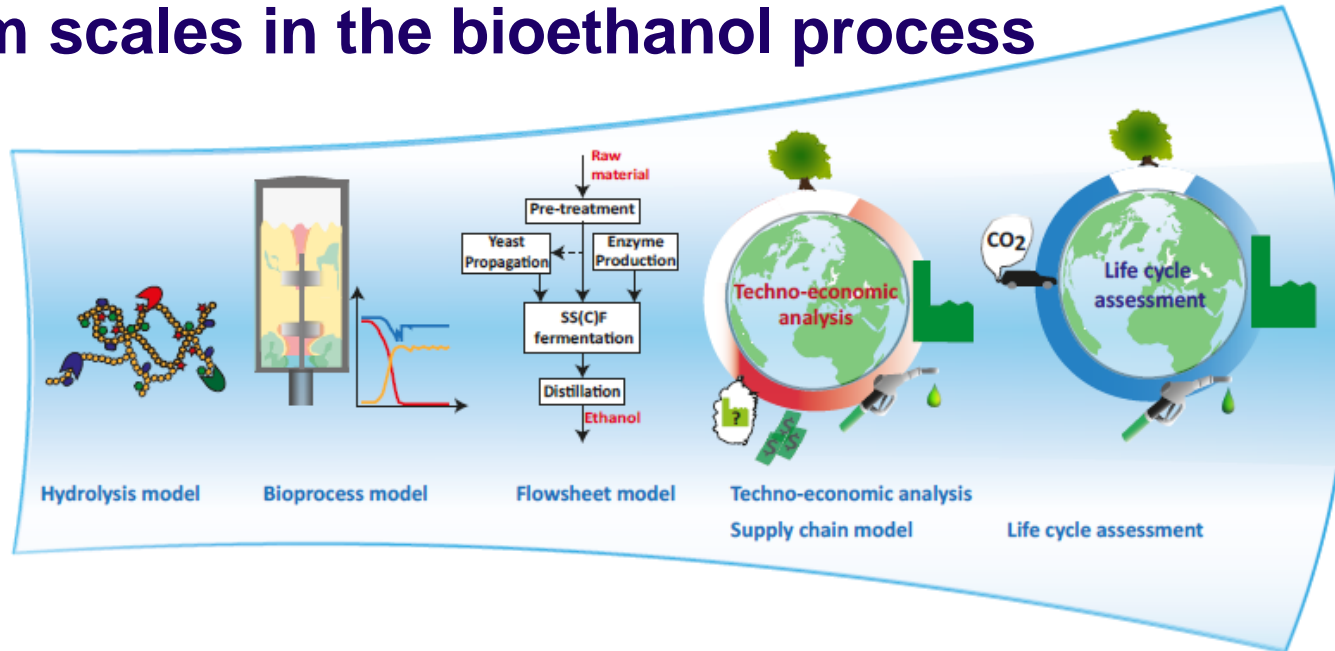 m scales in the bioethanol process
Raw
material
Pre-treatment
Yeast
Propagation
Enzyme
Production
SS(C)F
fermentation
Distillation
Ethanol
Techno-economic
analysis
?
$ $
CO2
Life cycle
assessment
Hydrolysis model
Bioprocess model
Flowsheet model
Techno-economic analysis
Supply chain model
Life cycle assessment